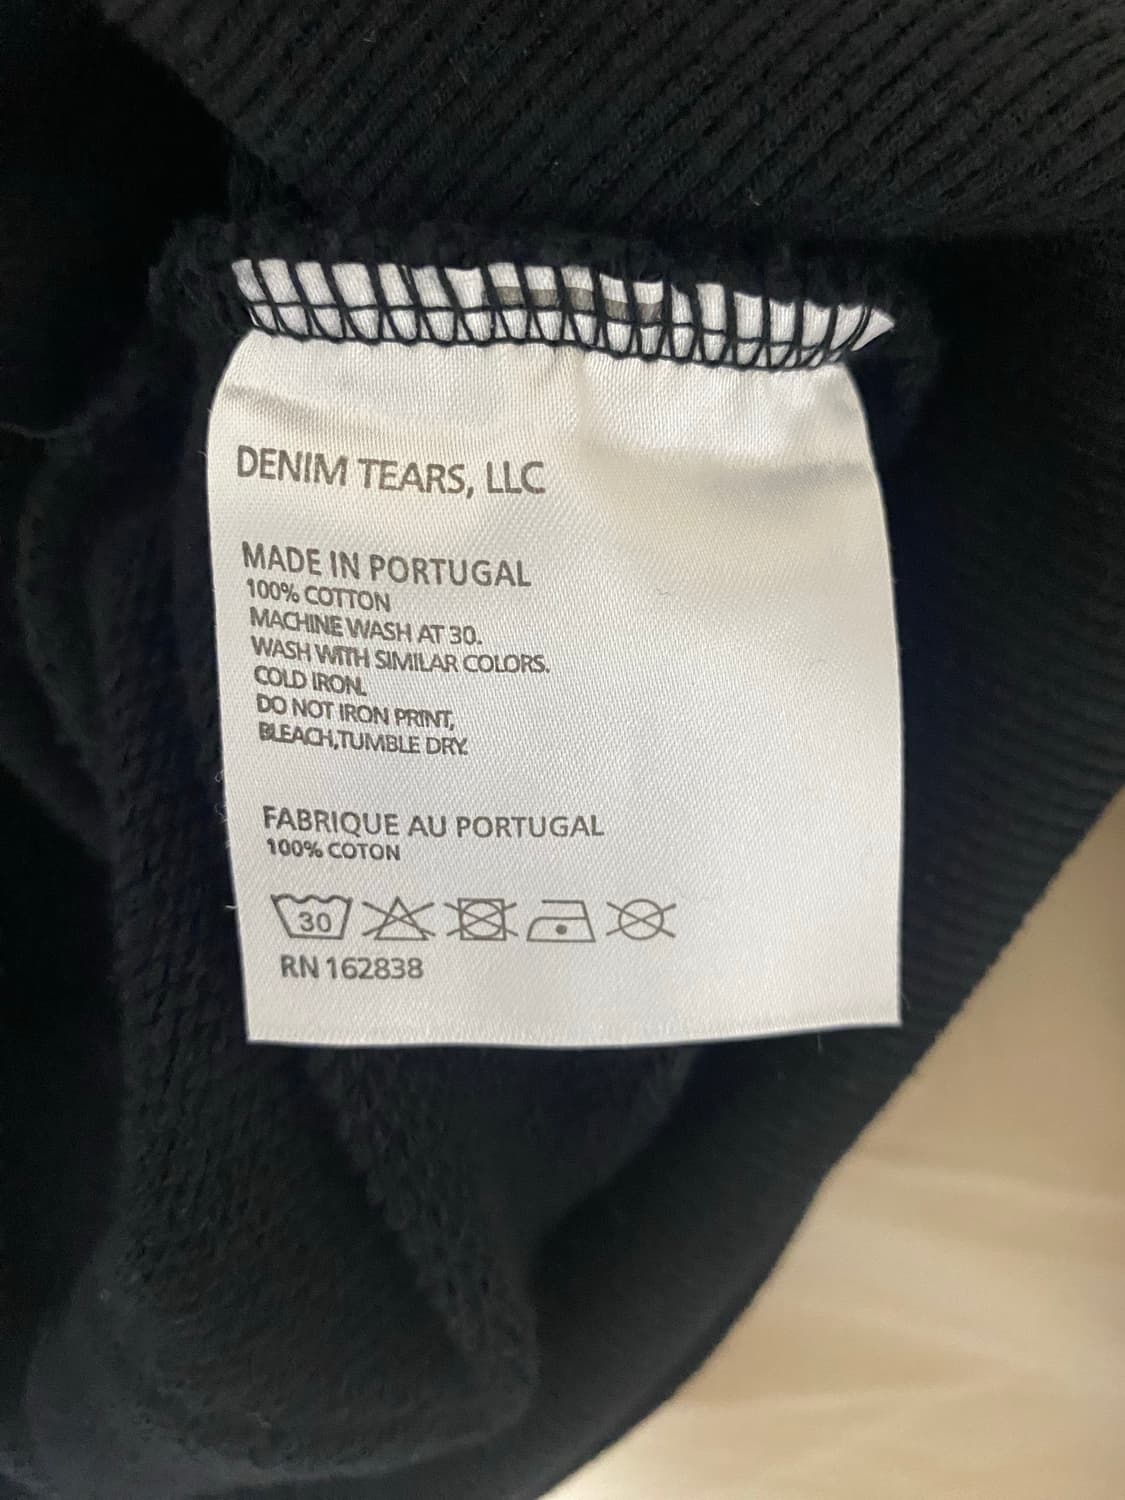 DENIM TEARS, LLC
MADE IN PORTUGAL
100% COTTON
MACHINE WASH AT 30.
WASH WITH SIMILAR COLORS.
COLD IRON.
DO NOT IRON PRINT,
BLEACH,TUMBLE DRY.
FABRIQUE AU PORTUGAL
100% COTON
30
RN 162838